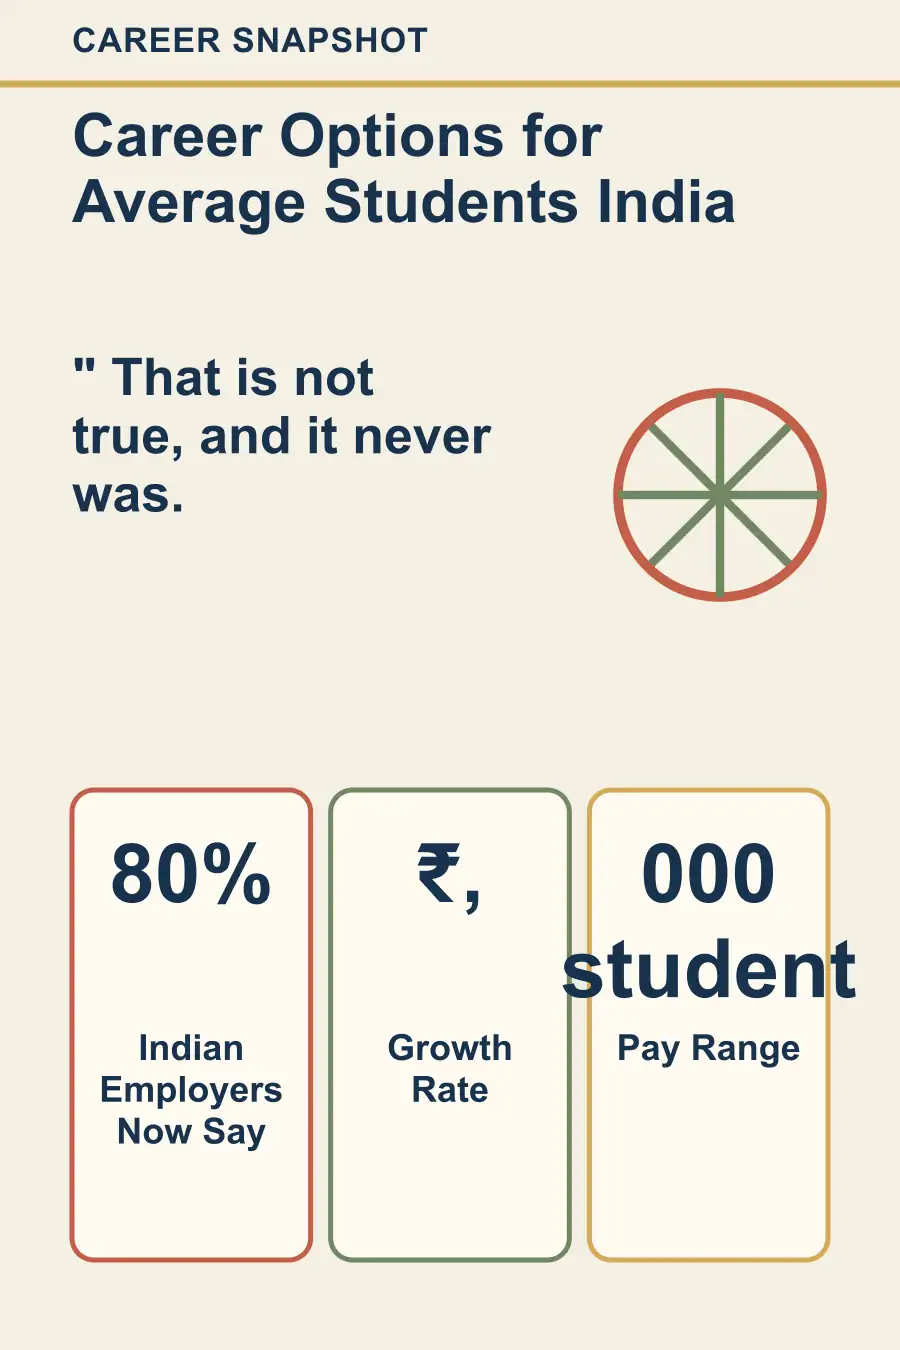 CAREER SNAPSHOT
Career Options for
Average Students India
" That is not
true, and it never
was.
80%
Indian
Employers
Now Say
₹,
Growth
Rate
000
student
Pay Range